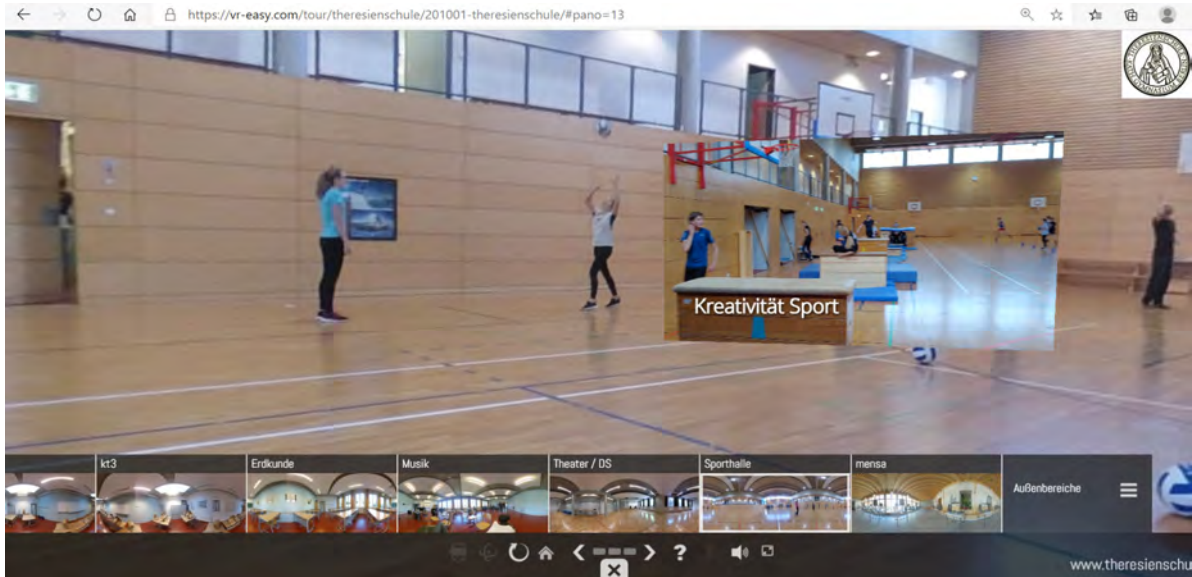 https://vr-easy.com/tour/theresienschule/201001-theresienschule/#pano=13
Kreativität Sport
kt3
Erdkunde
Musik
Theater / DS
Sporthalle
mensa
Außenbereiche
?
www.theresienschu